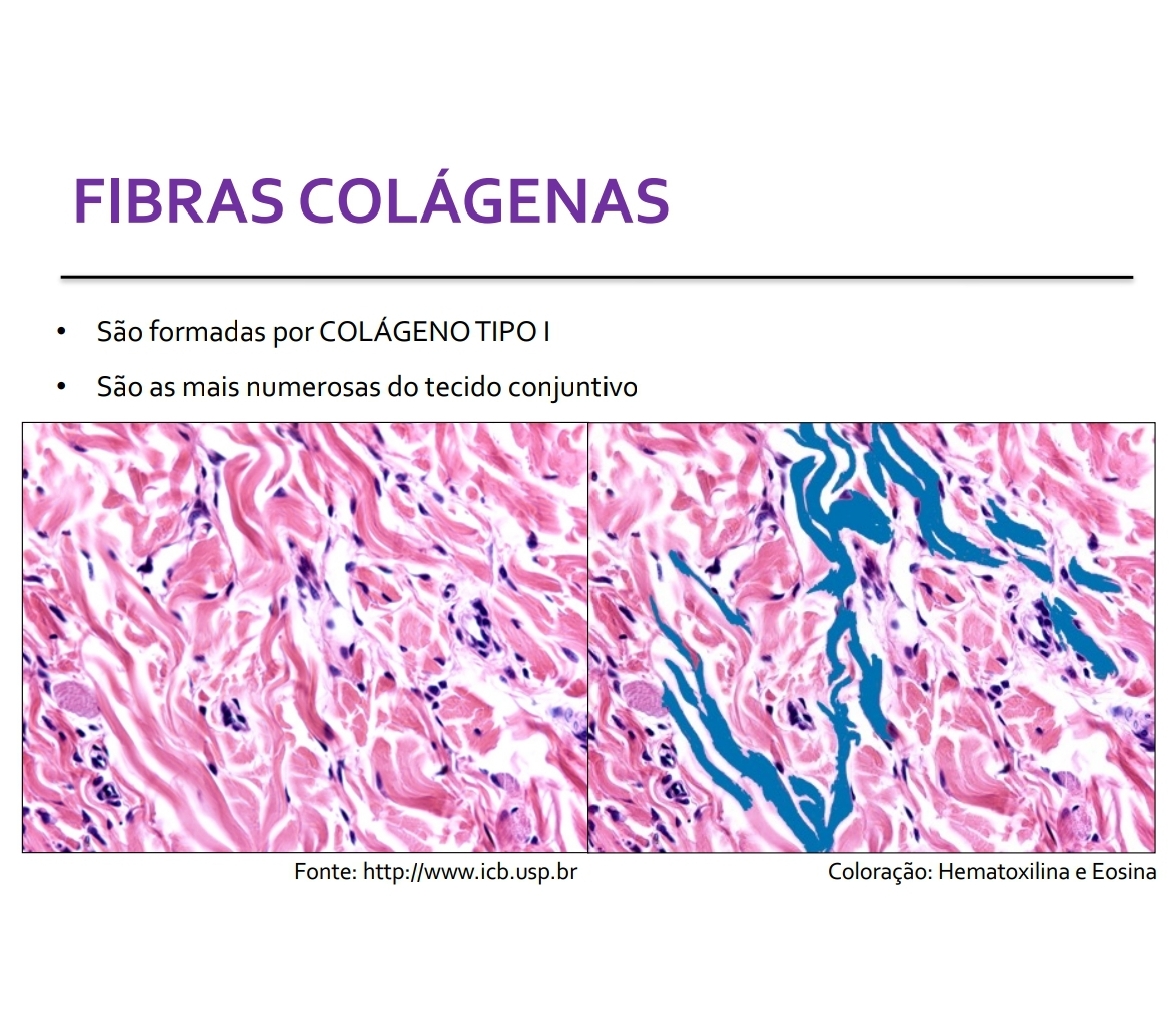 FIBRAS COLÁGENAS
• São formadas por COLÁGENO TIPO I
• São as mais numerosas do tecido conjuntivo
Fonte: http://www.icb.usp.br
Coloração: Hematoxilina e Eosina